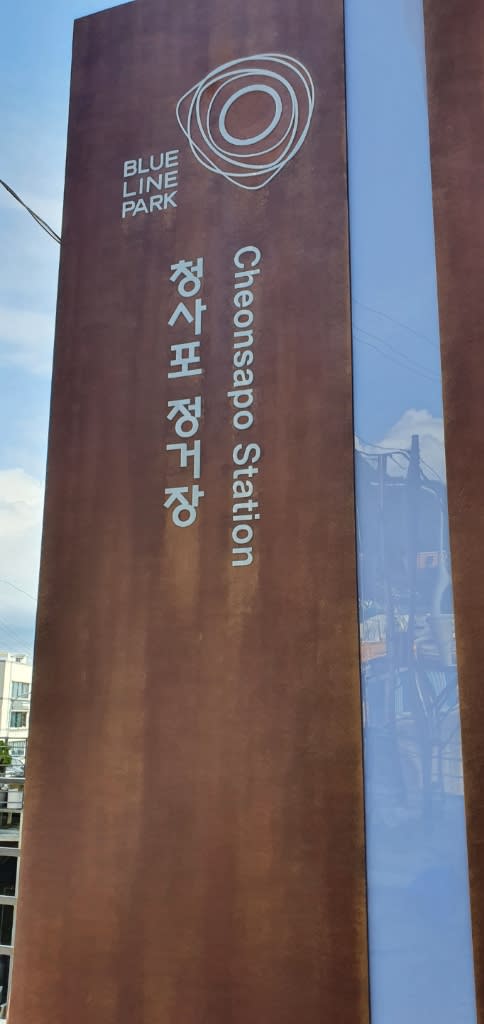 BLUE
LINE
PARK
청사포 정거장
Cheonsapo Station